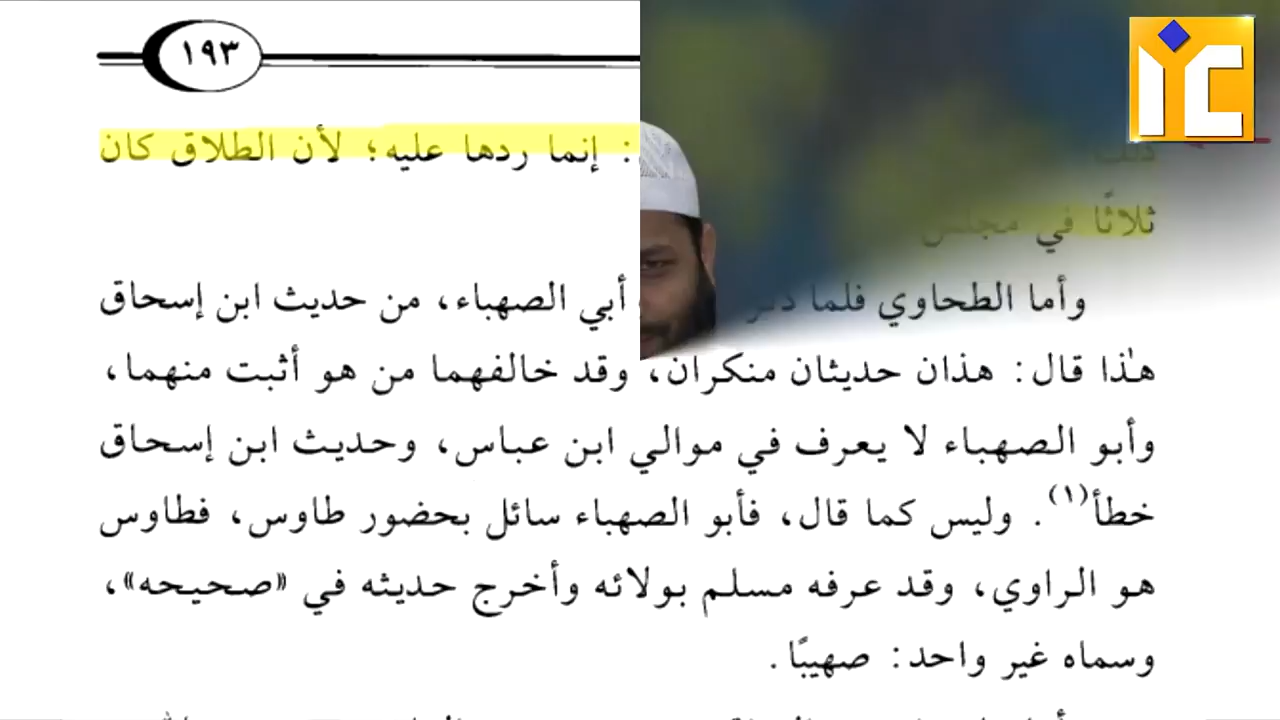 ١٩٣
: إنما ردها عليه؛ لأن الطلاق كان
ثلاثًا في مجلس
وأما الطحاوي فلما ذكر أبي الصهباء، من حديث ابن إسحاق
هٰذا قال: هذان حديثان منكران، وقد خالفهما من هو أثبت منهما،
وأبو الصهباء لا يعرف في موالي ابن عباس، وحديث ابن إسحاق
خطأ(١). وليس كما قال، فأبو الصهباء سائل بحضور طاوس، فطاوس
هو الراوي، وقد عرفه مسلم بولائه وأخرج حديثه في «صحيحه»،
وسماه غير واحد: صهيبًا.